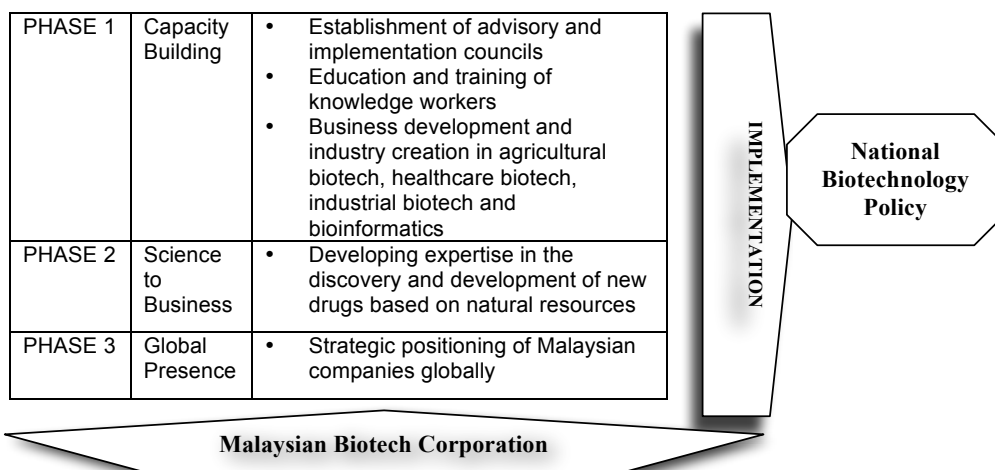 PHASE 1
Capacity
Building
• Establishment of advisory and
implementation councils
• Education and training of
knowledge workers
• Business development and
industry creation in agricultural
biotech, healthcare biotech,
industrial biotech and
bioinformatics
PHASE 2
Science
to
Business
• Developing expertise in the
discovery and development of new
drugs based on natural resources
PHASE 3
Global
Presence
• Strategic positioning of Malaysian
companies globally
IMPLEMENTATION
National
Biotechnology
Policy
Malaysian Biotech Corporation